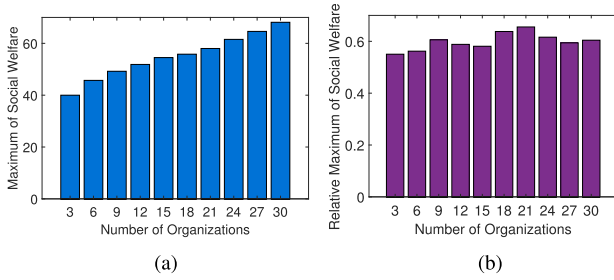 Maximum of Social Welfare
60
40
20
0
3 6 9 12 15 18 21 24 27 30
Number of Organizations
(a)
Relative Maximum of Social Welfare
0.6
0.4
0.2
0
3 6 9 12 15 18 21 24 27 30
Number of Organizations
(b)